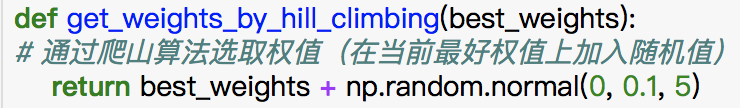 def get_weights_by_hill_climbing(best_weights):
# 通过爬山算法选取权值（在当前最好权值上加入随机值）
    return best_weights + np.random.normal(0, 0.1, 5)